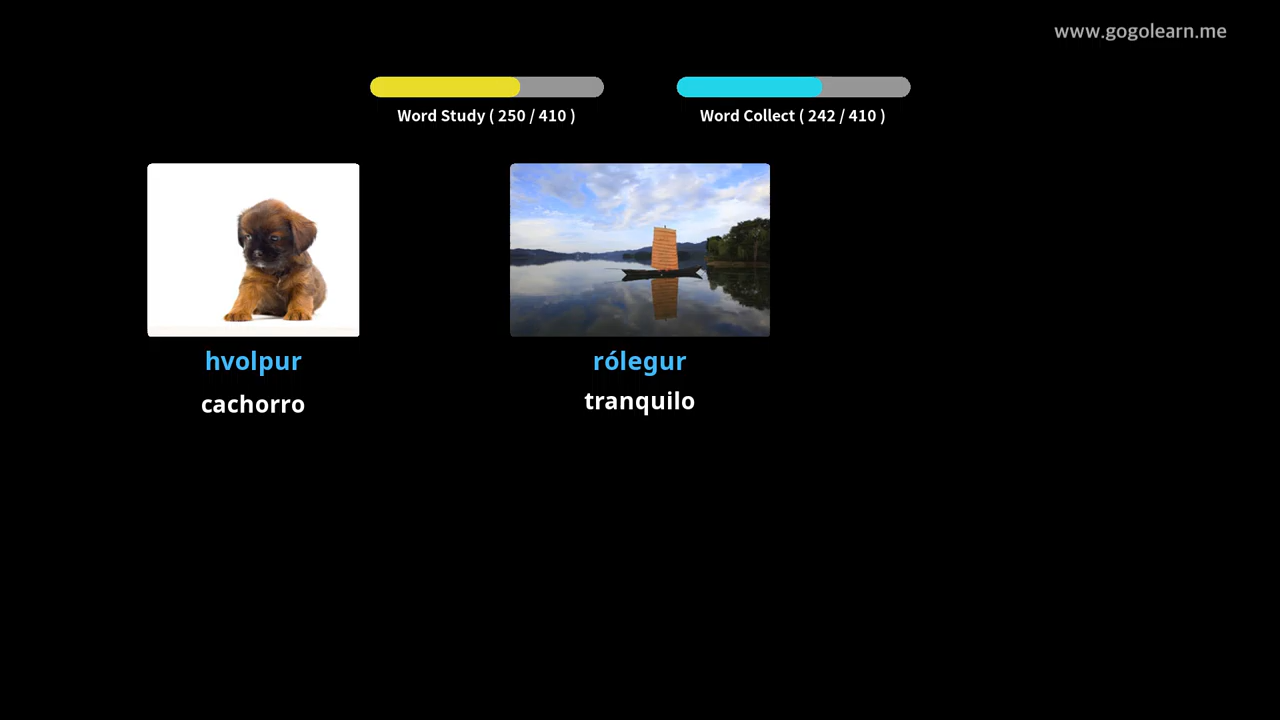 www.gogolearn.me
Word Study ( 250 / 410 )
Word Collect ( 242 / 410 )
hvolpur
cachorro
rólegur
tranquilo